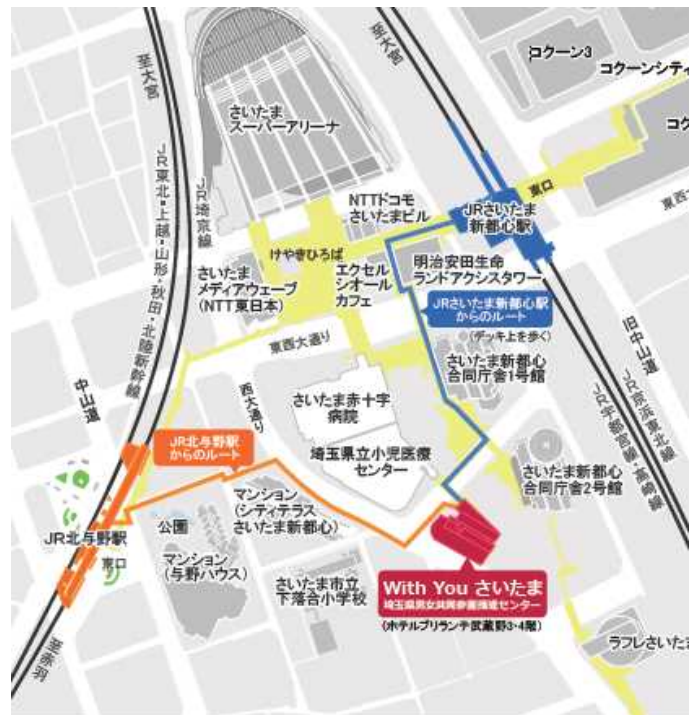 至大宮
至大宮
コクーン3
コクーンシティ
コク
さいたま
スーパーアリーナ
JR埼京線
JR東北・上越・山形・秋田・北陸新幹線
NTTドコモ
さいたまビル
東口
JRさいたま
新都心駅
東西
けやきひろば
さいたま
メディアウェーブ
(NTT東日本)
エクセル
シオール
カフェ
明治安田生命
ランドアクシスタワー
JRさいたま新都心駅
からのルート
(デッキ上を歩く)
東西大通り
さいたま新都心
合同庁舎1号館
旧中山道
JR京浜東北線
JR宇都宮線・高崎線
中山道
西大通り
さいたま赤十字
病院
JR北与野駅
からのルート
埼玉県立小児医療
センター
さいたま新都心
合同庁舎2号館
マンション
(シティテラス
さいたま新都心)
公園
JR北与野駅
東口
マンション
(与野ハウス)
さいたま市立
下落合小学校
With You さいたま
埼玉県男女共同参画推進センター
(ホテルブリランテ武蔵野3・4階)
ラフレさいたま
至赤羽